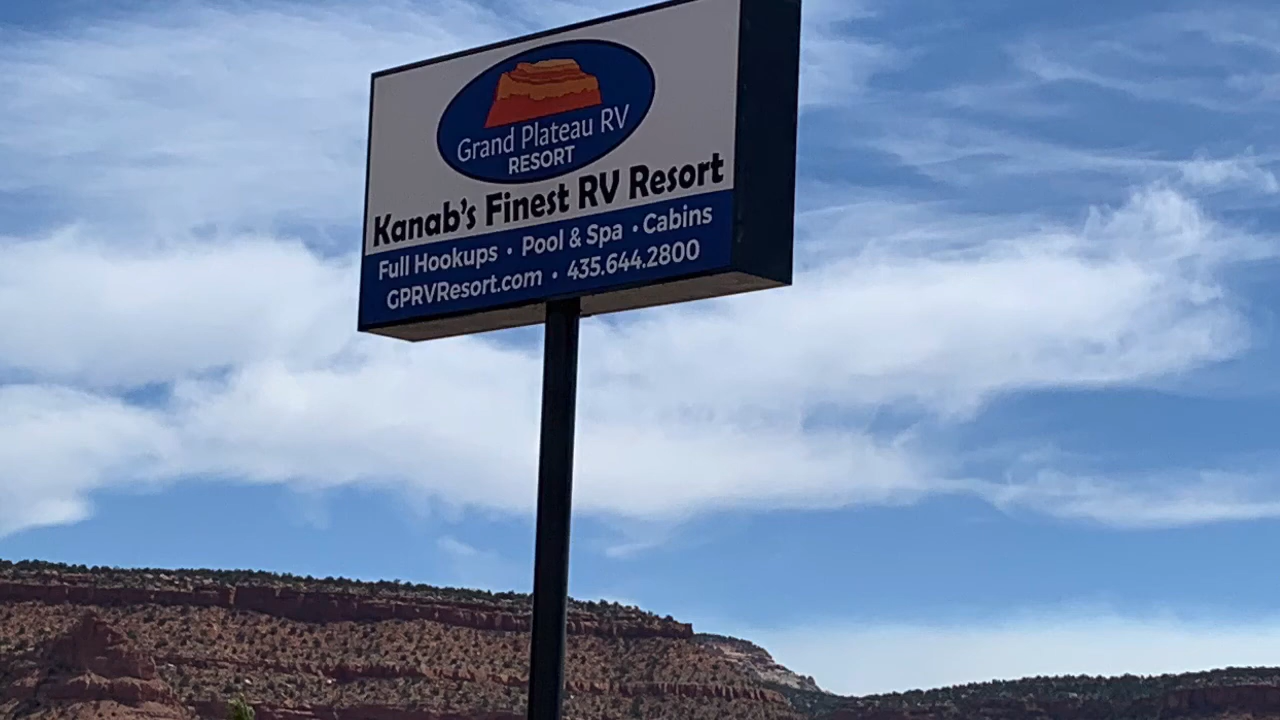 Grand Plateau RV
RESORT
Kanab's Finest RV Resort
Full Hookups · Pool & Spa · Cabins
GPRVResort.com · 435.644.2800